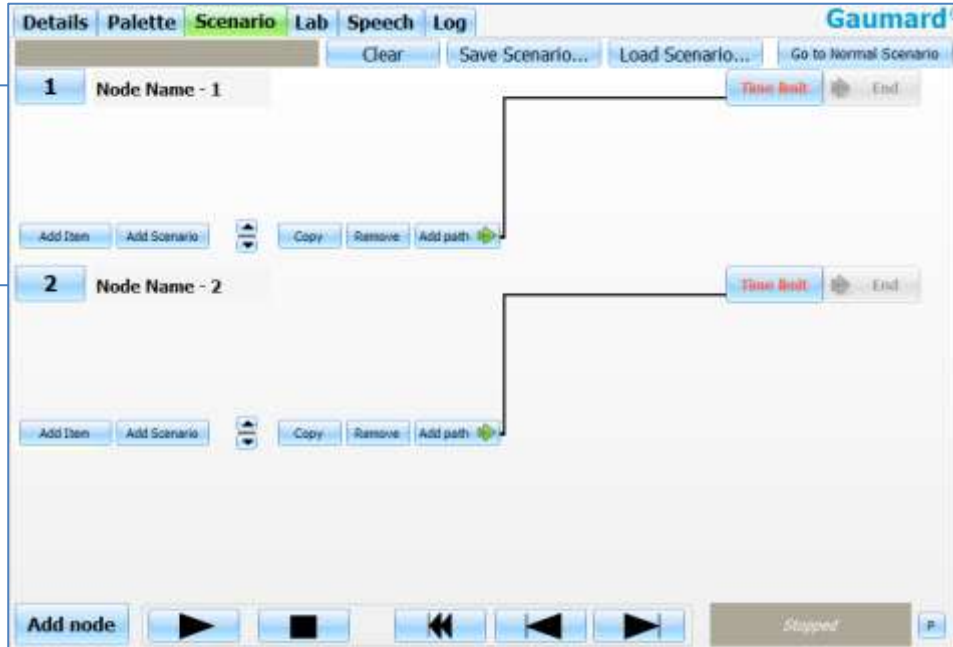 Details Palette Scenario Lab Speech Log Gaumard
Clear Save Scenario... Load Scenario... Go to Normal Scenario
1 Node Name - 1 Time limit End
Add Item Add Scenario Copy Remove Add path
2 Node Name - 2 Time limit End
Add Item Add Scenario Copy Remove Add path
Add node Stopped P